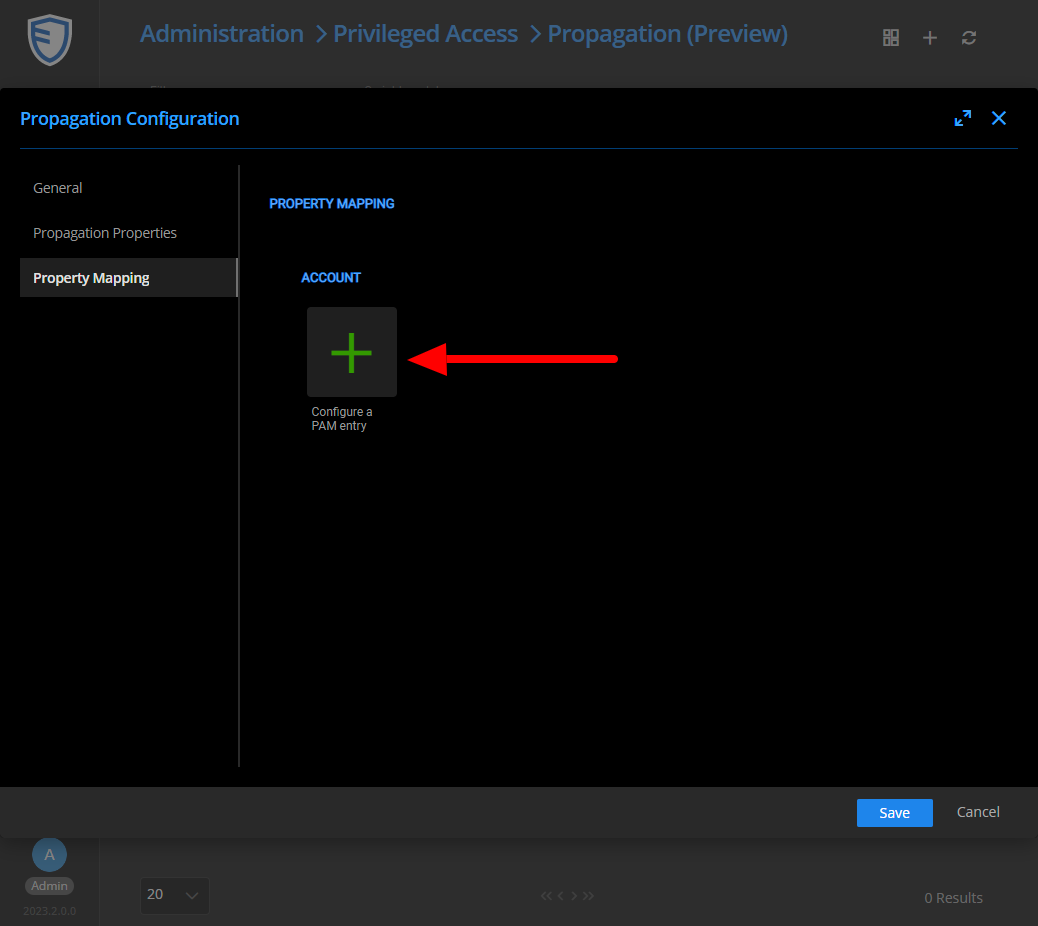 Administration > Privileged Access > Propagation (Preview)
Propagation Configuration
General
Propagation Properties
Property Mapping
PROPERTY MAPPING
ACCOUNT
Configure a
PAM entry
Save
Cancel
A
Admin
2023.2.0.0
20
0 Results